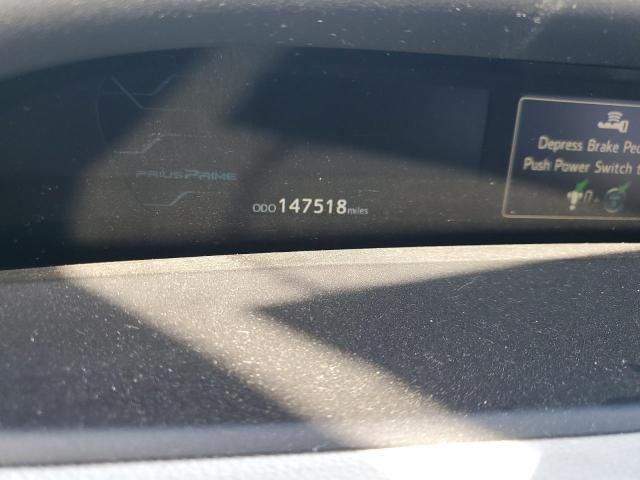 PRIUS PRIME
ODO 147518 miles
Depress Brake Ped
Push Power Switch t